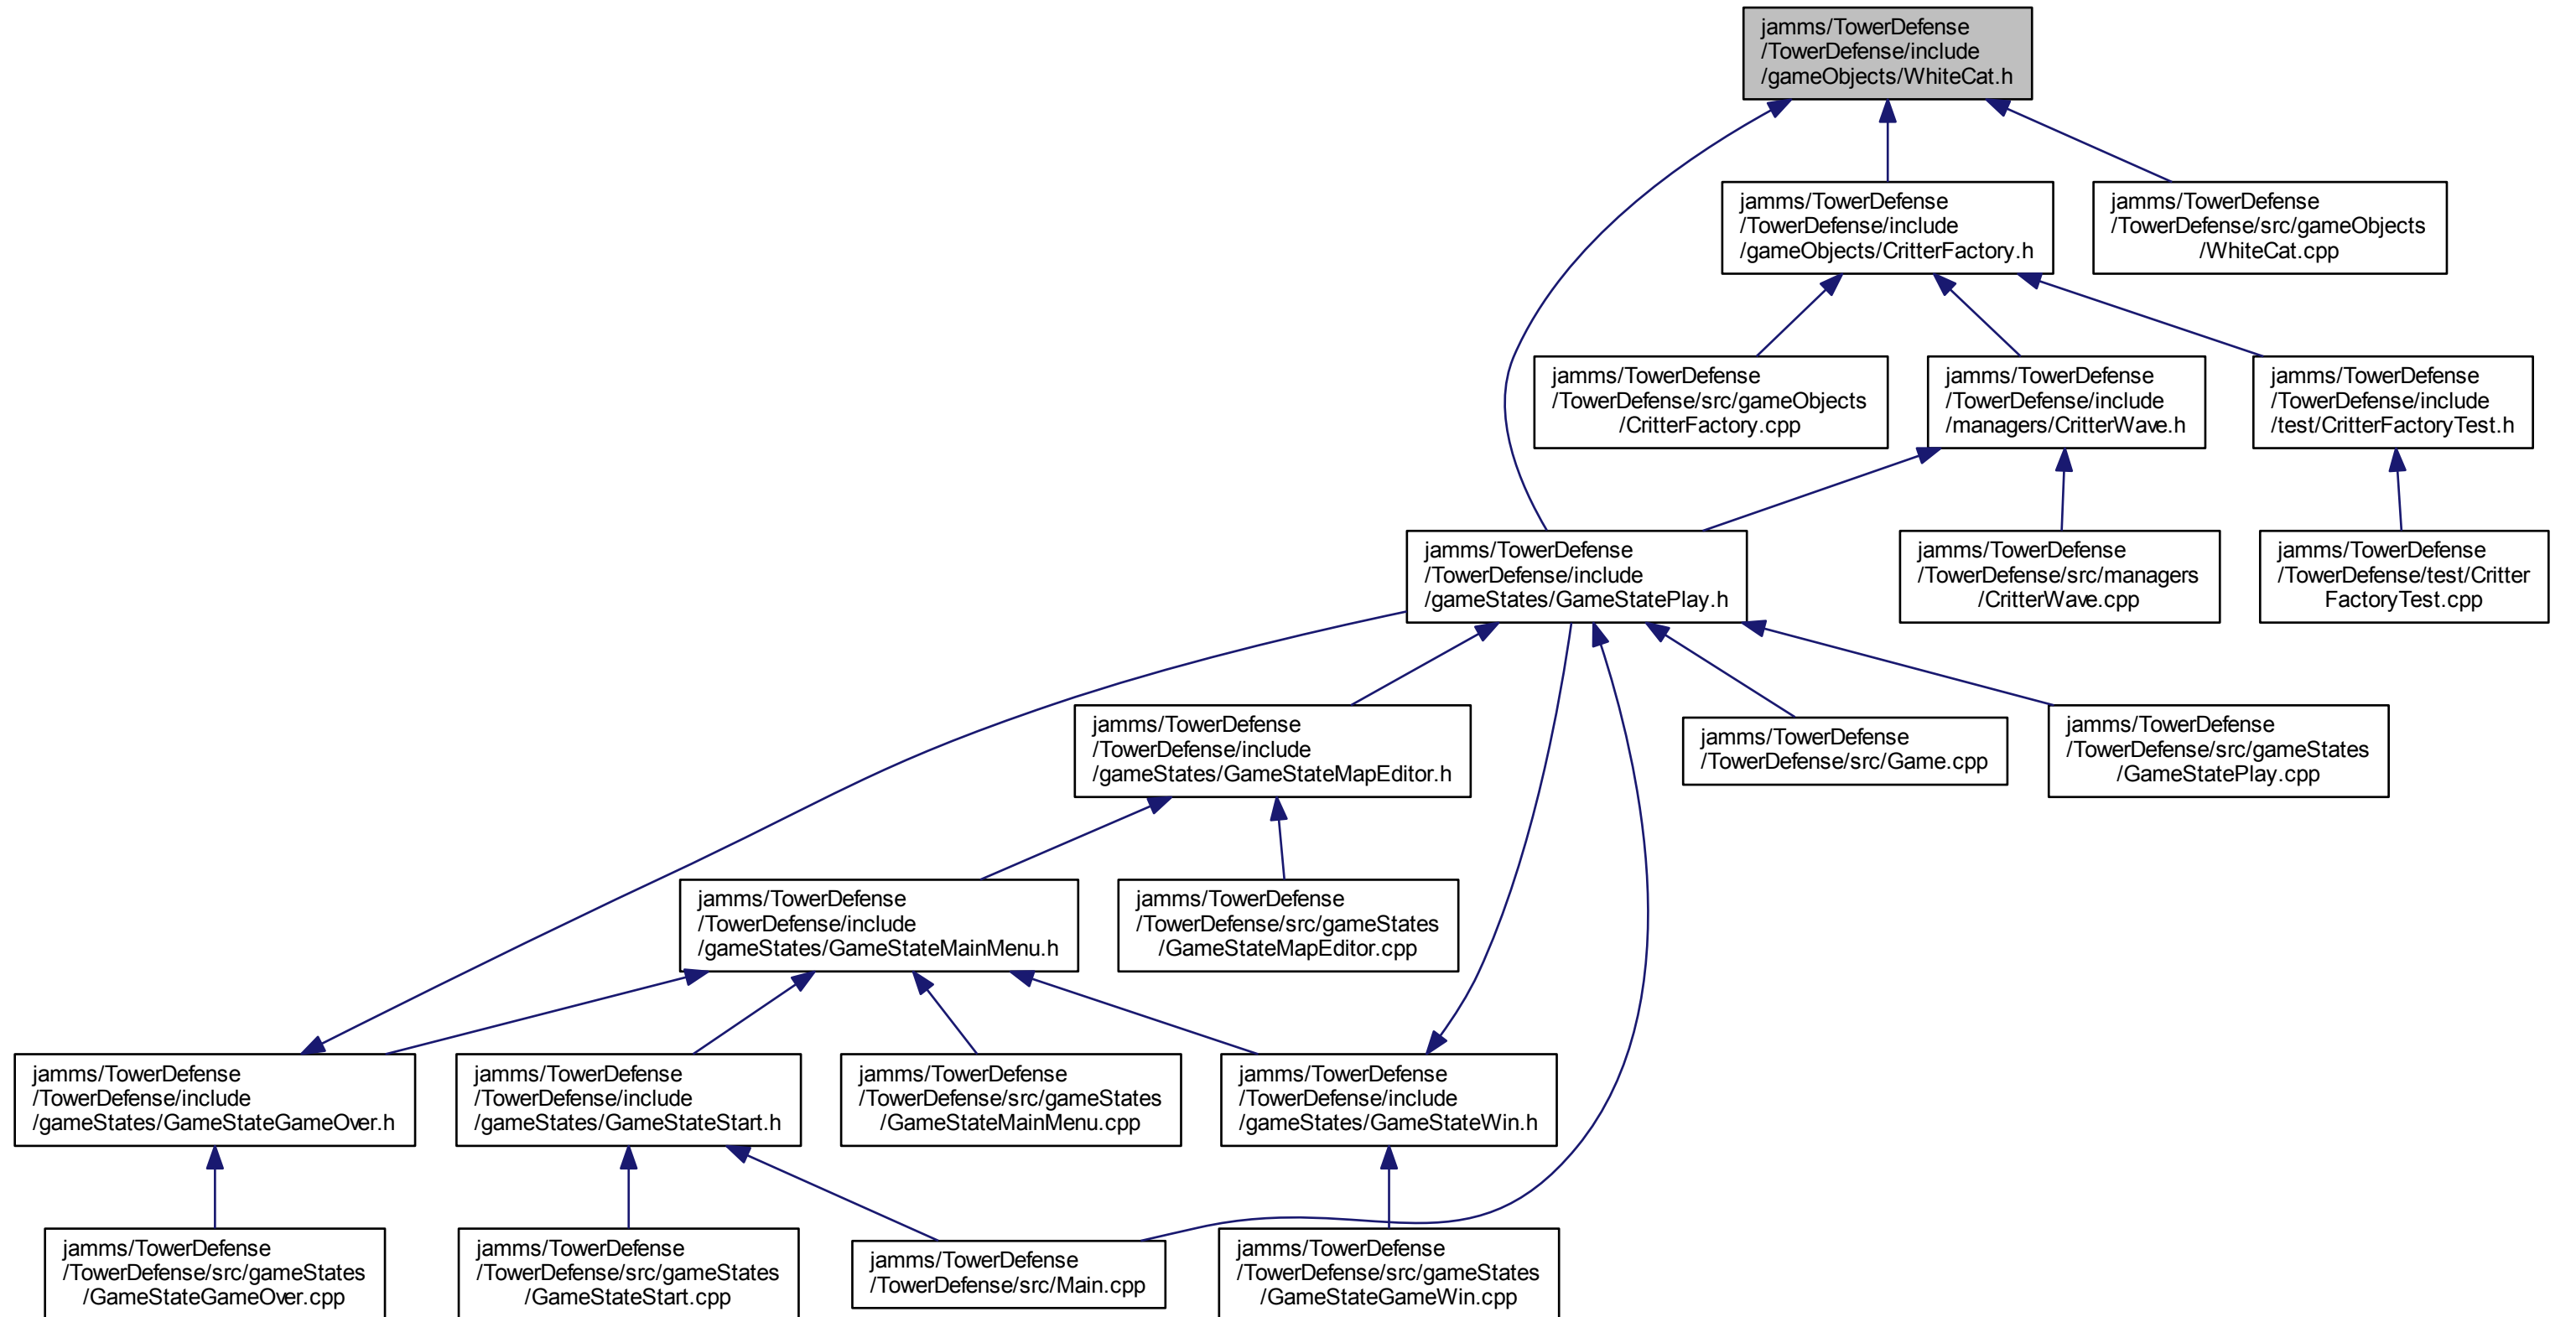 jamms/TowerDefense
/TowerDefense/include
/gameObjects/WhiteCat.h
jamms/TowerDefense
/TowerDefense/include
/gameObjects/CritterFactory.h
jamms/TowerDefense
/TowerDefense/src/gameObjects
/WhiteCat.cpp
jamms/TowerDefense
/TowerDefense/src/gameObjects
/CritterFactory.cpp
jamms/TowerDefense
/TowerDefense/include
/managers/CritterWave.h
jamms/TowerDefense
/TowerDefense/include
/test/CritterFactoryTest.h
jamms/TowerDefense
/TowerDefense/include
/gameStates/GameStatePlay.h
jamms/TowerDefense
/TowerDefense/src/managers
/CritterWave.cpp
jamms/TowerDefense
/TowerDefense/test/Critter
FactoryTest.cpp
jamms/TowerDefense
/TowerDefense/include
/gameStates/GameStateMapEditor.h
jamms/TowerDefense
/TowerDefense/src/Game.cpp
jamms/TowerDefense
/TowerDefense/src/gameStates
/GameStatePlay.cpp
jamms/TowerDefense
/TowerDefense/include
/gameStates/GameStateMainMenu.h
jamms/TowerDefense
/TowerDefense/src/gameStates
/GameStateMapEditor.cpp
jamms/TowerDefense
/TowerDefense/include
/gameStates/GameStateGameOver.h
jamms/TowerDefense
/TowerDefense/include
/gameStates/GameStateStart.h
jamms/TowerDefense
/TowerDefense/src/gameStates
/GameStateMainMenu.cpp
jamms/TowerDefense
/TowerDefense/include
/gameStates/GameStateWin.h
jamms/TowerDefense
/TowerDefense/src/gameStates
/GameStateGameOver.cpp
jamms/TowerDefense
/TowerDefense/src/gameStates
/GameStateStart.cpp
jamms/TowerDefense
/TowerDefense/src/Main.cpp
jamms/TowerDefense
/TowerDefense/src/gameStates
/GameStateGameWin.cpp